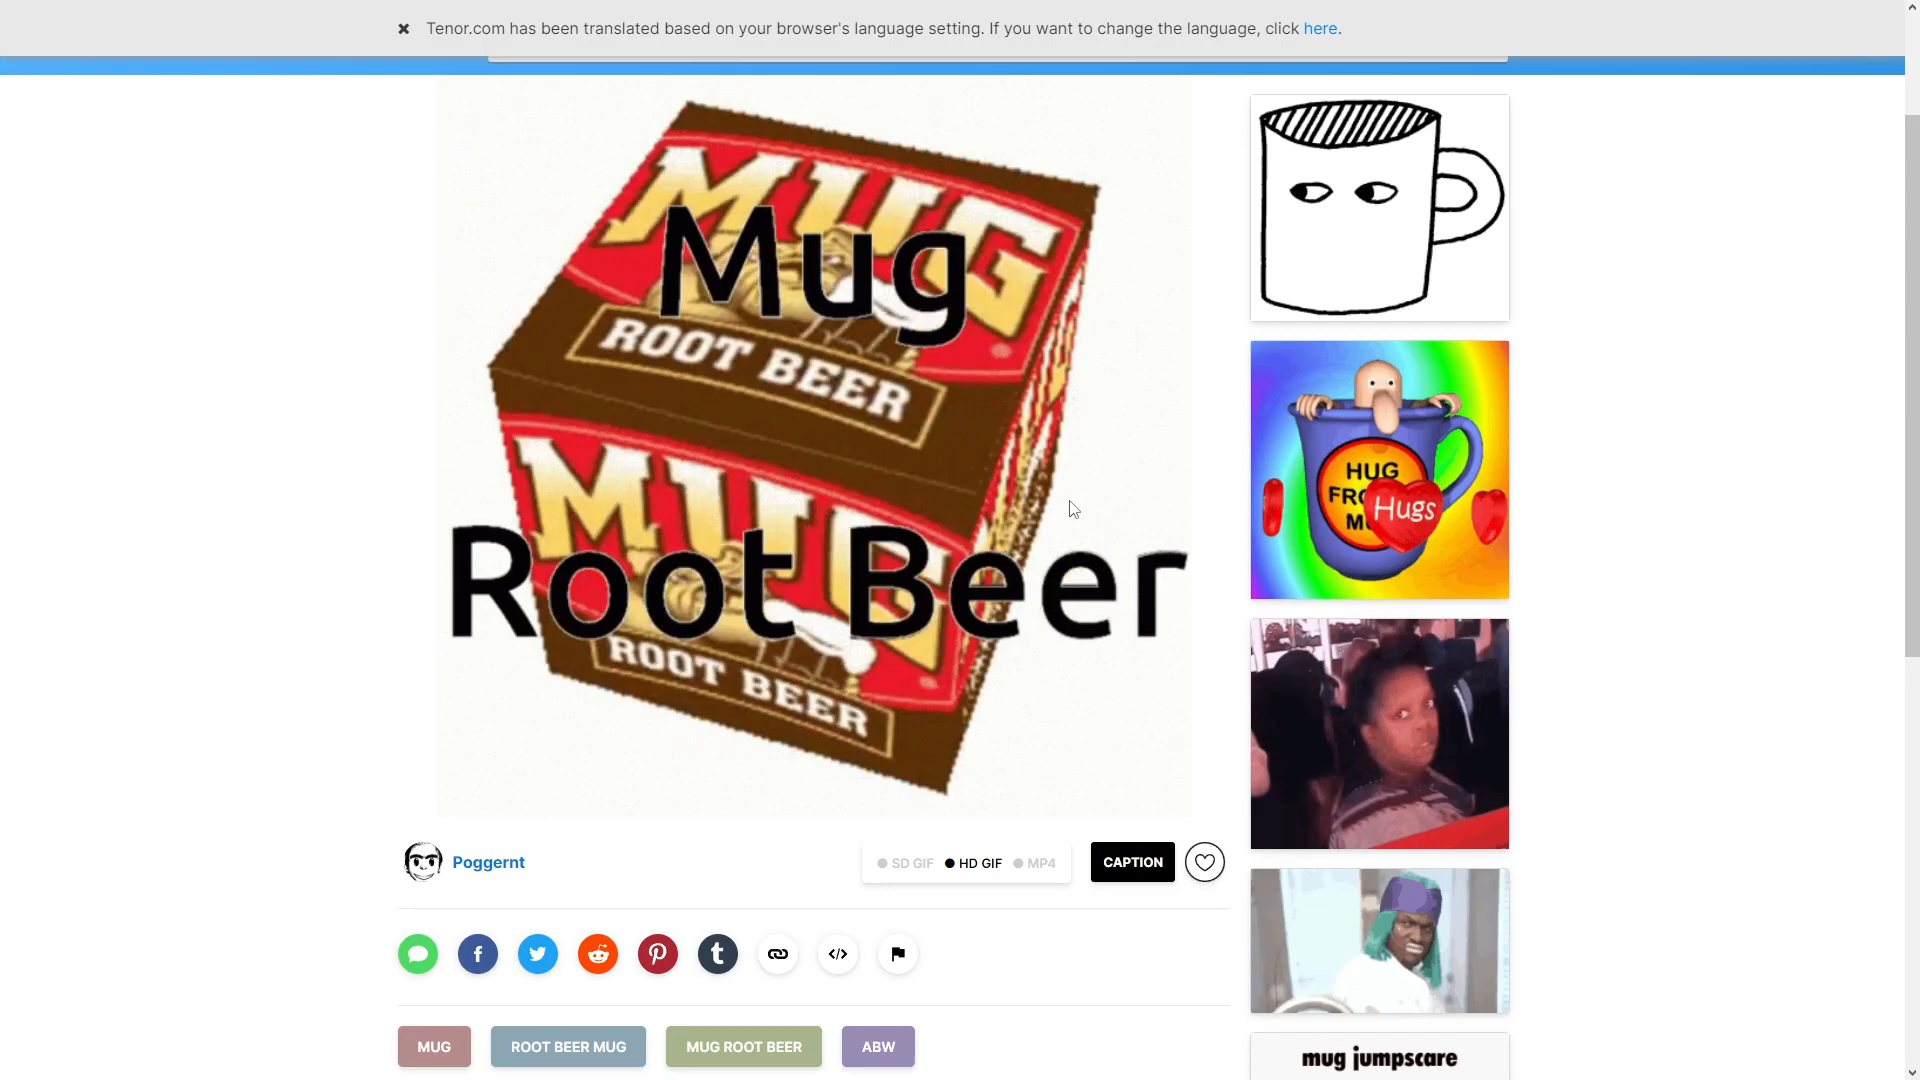 Tenor.com has been translated based on your browser's language setting. If you want to change the language, click here.
MUG
Mug
ROOT BEER
MUG
Root Beer
ROOT BEER
HUG
Hugs
Poggernt
SD GIF HD GIF MP4
CAPTION
MUG
ROOT BEER MUG
MUG ROOT BEER
ABW
mug jumpscare